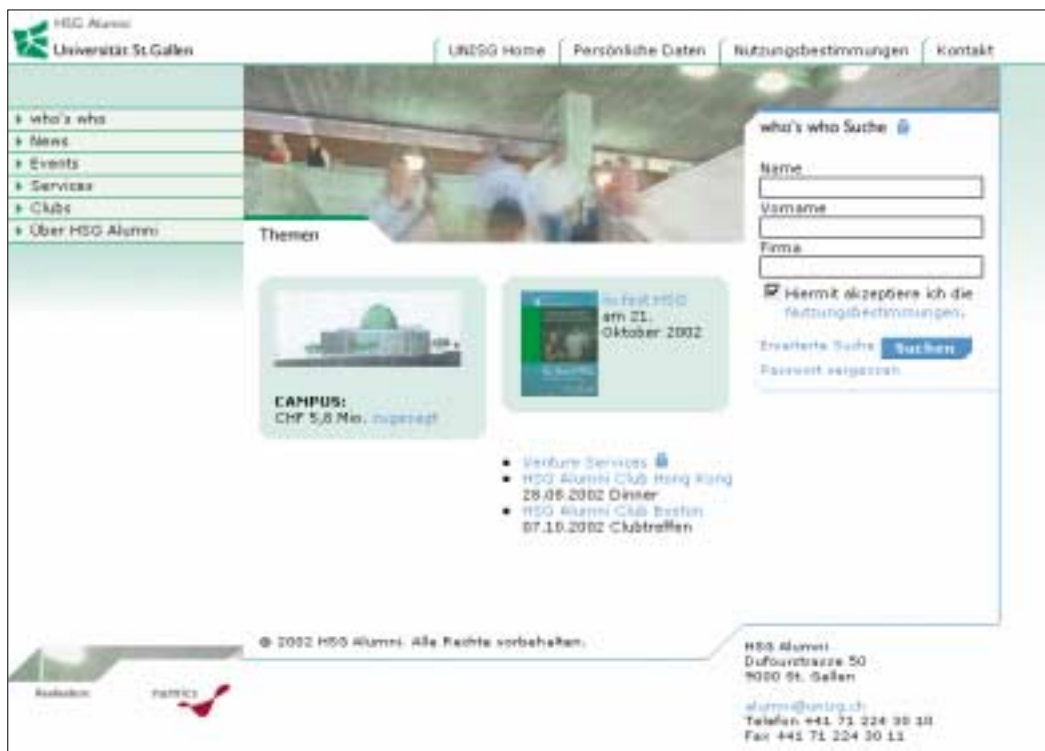 HSG Alumni
Universität St.Gallen
UNISG Home
Persönliche Daten
Nutzungsbestimmungen
Kontakt
who's who
News
Events
Services
Clubs
Über HSG Alumni
Themen
CAMPUS:
CHF 5,8 Mio. zugesagt
HSG
am 21.
Oktober 2002
Venture Services
HSG Alumni Club Hong Kong
28.08.2002 Dinner
HSG Alumni Club Boston
07.10.2002 Clubtreffen
who's who Suche
Name
Vorname
Firma
Hiermit akzeptiere ich die
Nutzungsbestimmungen.
Erweiterte Suche
Suchen
Passwort vergessen
© 2002 HSG Alumni. Alle Rechte vorbehalten.
Realisation:
namics
HSG Alumni
Dufourstrasse 50
9000 St. Gallen
alumni@unisg.ch
Telefon +41 71 224 30 10
Fax +41 71 224 30 11